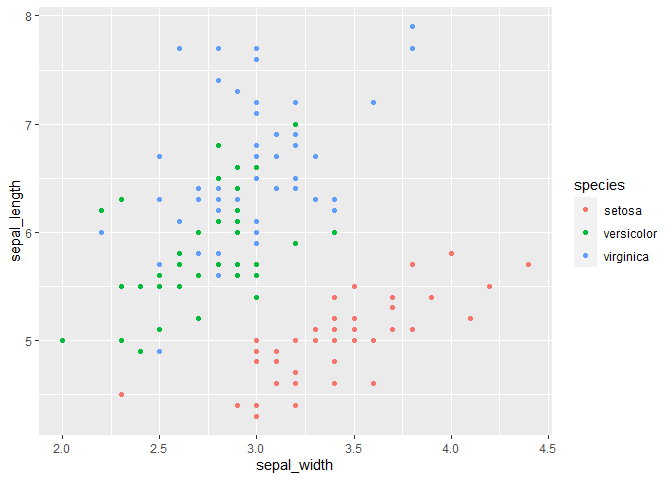 8
7
6
5
sepal_length
2.0 2.5 3.0 3.5 4.0 4.5
sepal_width
species
setosa
versicolor
virginica